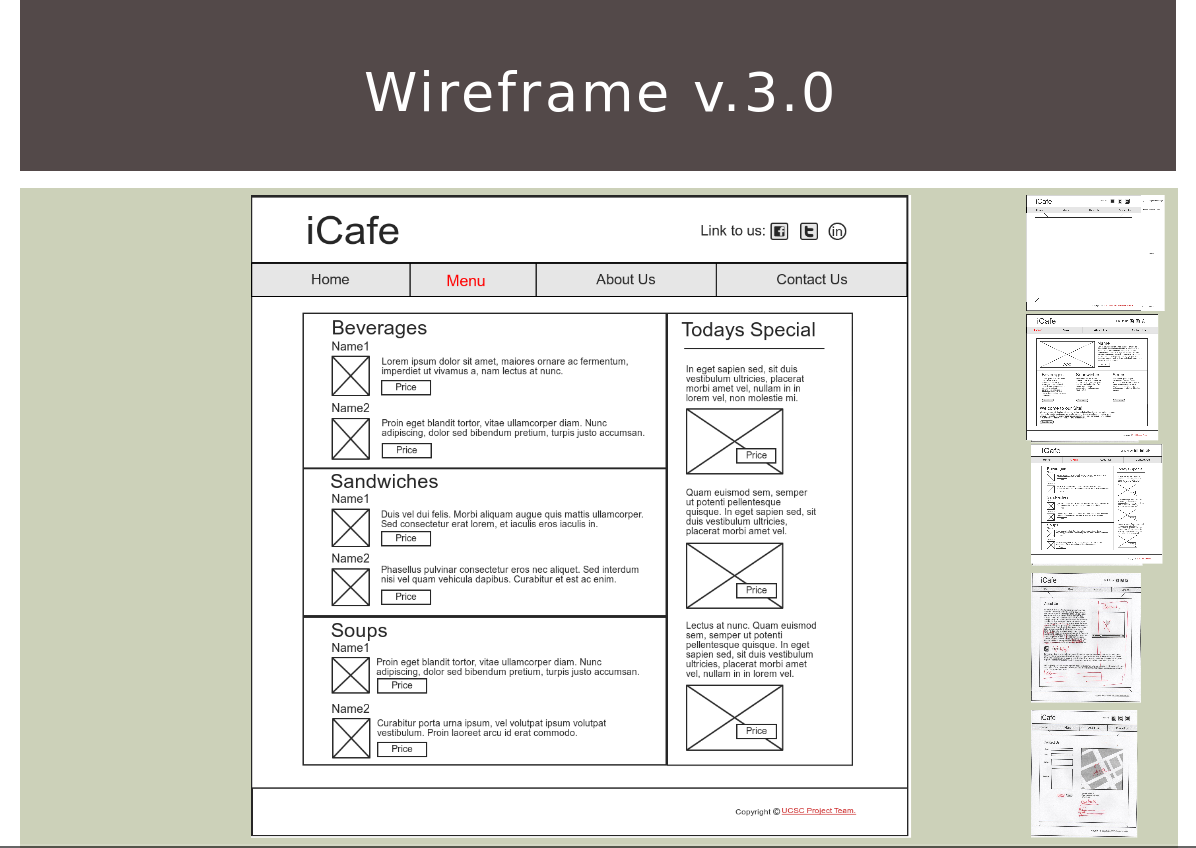 Wireframe v.3.0
iCafe
Link to us:
in
Home
Menu
About Us
Contact Us
Beverages
Name1
Lorem ipsum dolor sit amet, maiores ornare ac fermentum,
imperdiet ut vivamus a, nam lectus at nunc.
Price
Name2
Proin eget blandit tortor, vitae ullamcorper diam. Nunc
adipiscing, dolor sed bibendum pretium, turpis justo accumsan.
Price
Sandwiches
Name1
Duis vel dui felis. Morbi aliquam augue quis mattis ullamcorper.
Sed consectetur erat lorem, et iaculis eros iaculis in.
Price
Name2
Phasellus pulvinar consectetur eros nec aliquet. Sed interdum
nisi vel quam vehicula dapibus. Curabitur et est ac enim.
Price
Soups
Name1
Proin eget blandit tortor, vitae ullamcorper diam. Nunc
adipiscing, dolor sed bibendum pretium, turpis justo accumsan.
Price
Name2
Curabitur porta urna ipsum, vel volutpat ipsum volutpat
vestibulum. Proin laoreet arcu id erat commodo.
Price
Todays Special
In eget sapien sed, sit duis
vestibulum ultricies, placerat
morbi amet vel, nullam in in
lorem vel, non molestie mi.
Price
Quam euismod sem, semper
ut potenti pellentesque
quisque. In eget sapien sed, sit
duis vestibulum ultricies,
placerat morbi amet vel.
Price
Lectus at nunc. Quam euismod
sem, semper ut potenti
pellentesque quisque. In eget
sapien sed, sit duis vestibulum
ultricies, placerat morbi amet
vel, nullam in in lorem vel.
Price
Copyright © UCSC Project Team.
iCafe
iCafe
Welcome to our Site!
iCafe
iCafe
iCafe